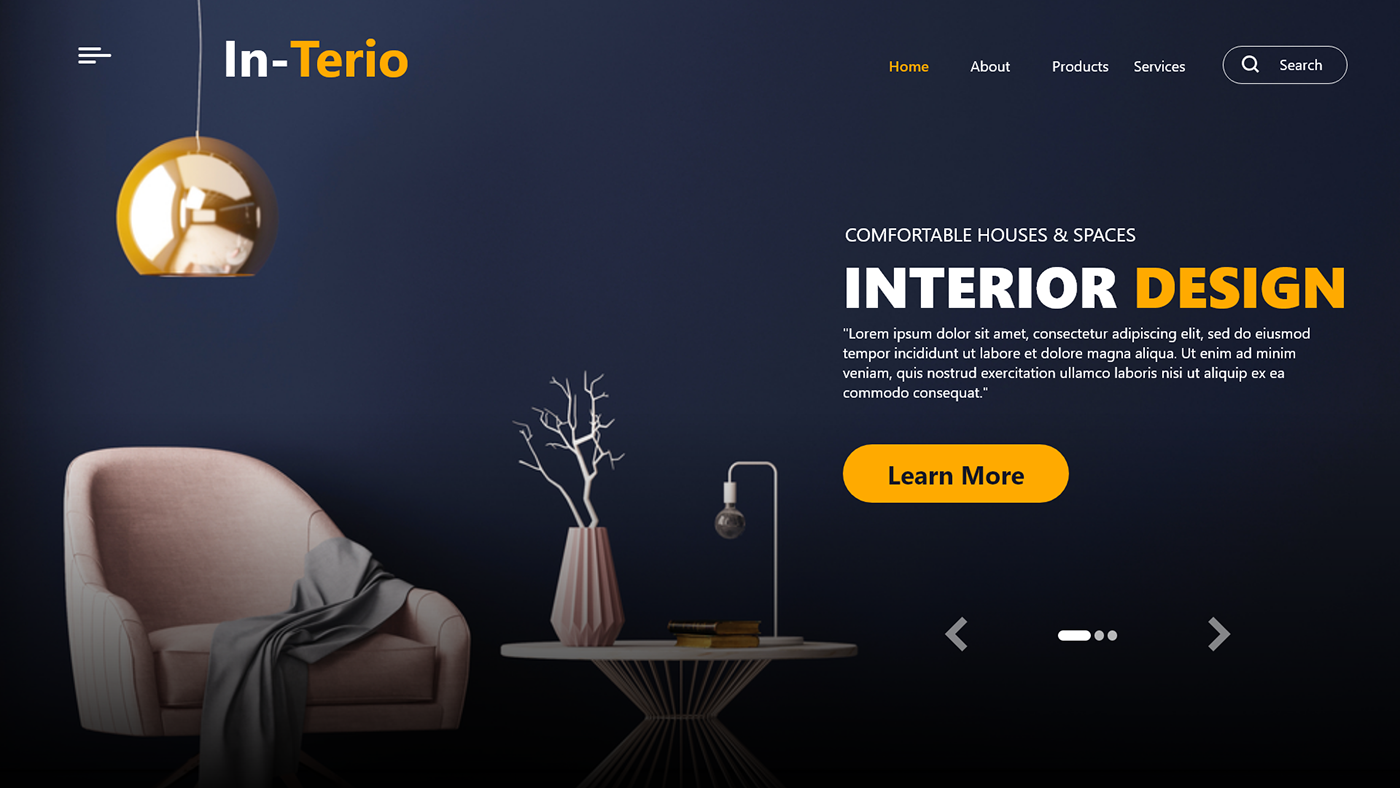 In-Terio
Home About Products Services Search
COMFORTABLE HOUSES & SPACES
INTERIOR DESIGN
"Lorem ipsum dolor sit amet, consectetur adipiscing elit, sed do eiusmod
tempor incididunt ut labore et dolore magna aliqua. Ut enim ad minim
veniam, quis nostrud exercitation ullamco laboris nisi ut aliquip ex ea
commodo consequat."
Learn More